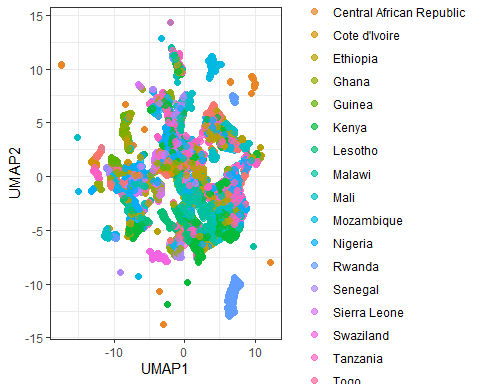 15
10
5
0
-5
-10
-15
UMAP2
-10
0
10
UMAP1
Central African Republic
Cote d'Ivoire
Ethiopia
Ghana
Guinea
Kenya
Lesotho
Malawi
Mali
Mozambique
Nigeria
Rwanda
Senegal
Sierra Leone
Swaziland
Tanzania
Togo